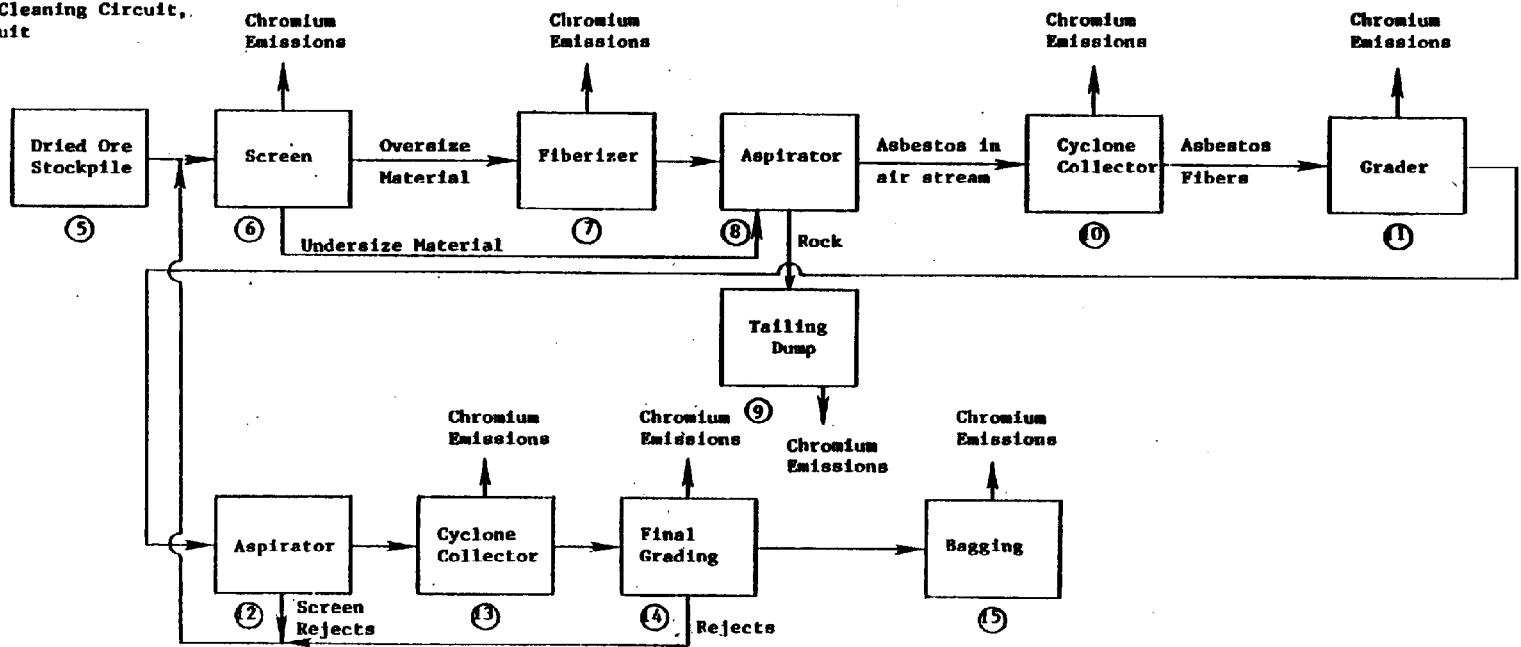 Cleaning Circuit,
uit
Chromium
Emissions
Chromium
Emissions
Chromium
Emissions
Chromium
Emissions
Dried Ore
Stockpile
5
Screen
6
Oversize
Material
Fiberizer
7
Aspirator
8
Asbestos in
air stream
Cyclone
Collector
10
Asbestos
Fibers
Grader
11
Undersize Material
Rock
Tailing
Dump
9
Chromium
Emissions
Chromium
Emissions
Chromium
Emissions
Chromium
Emissions
Aspirator
12
Screen
Rejects
Cyclone
Collector
13
Final
Grading
14
Rejects
Bagging
15